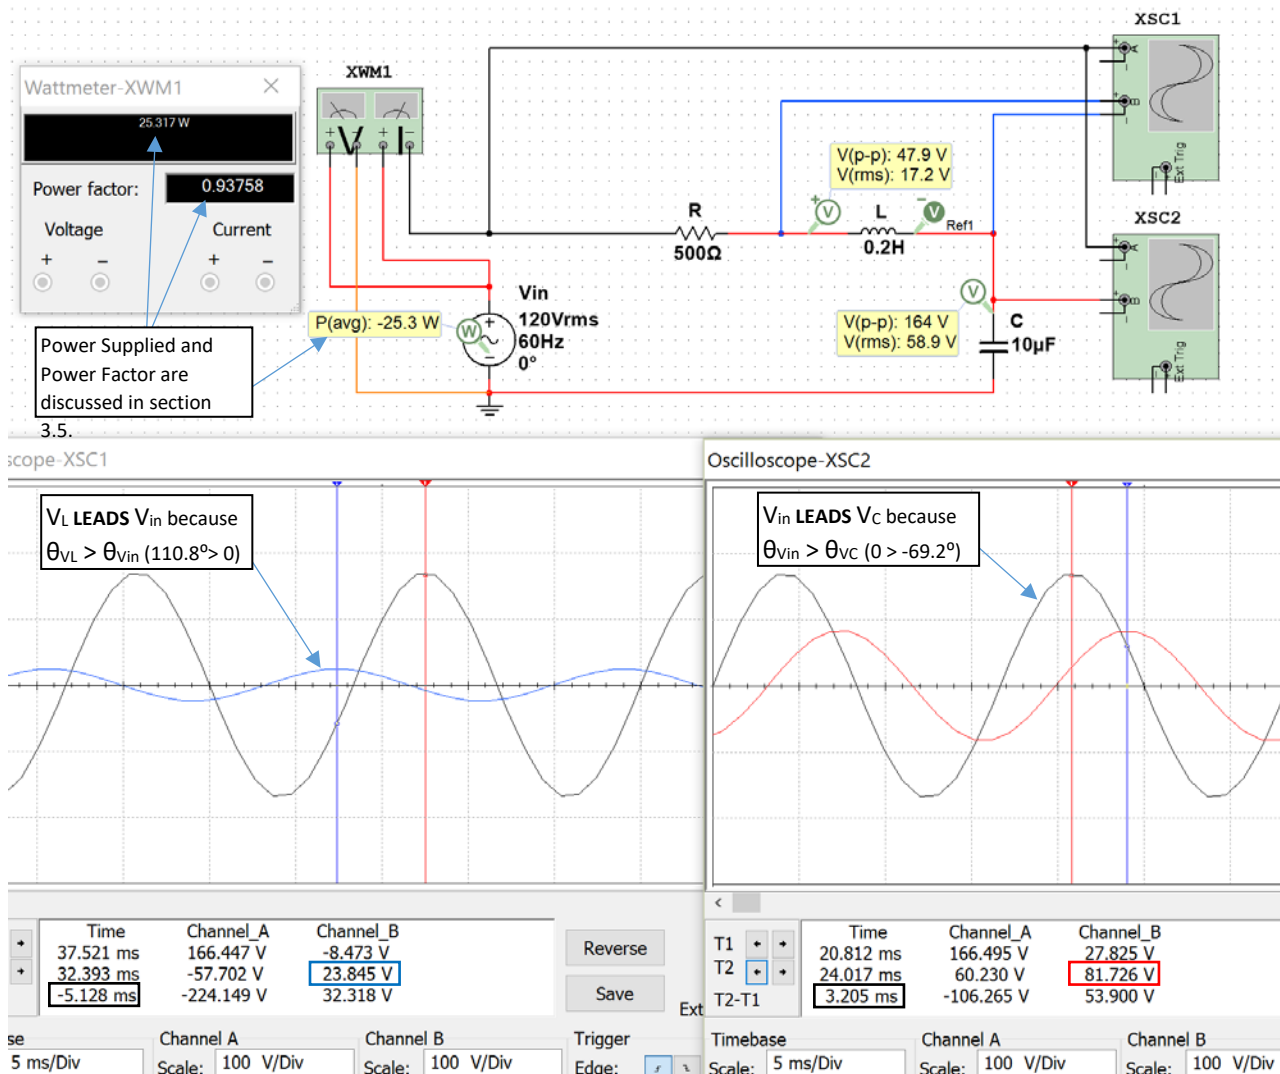 XSC1
XWM1
Wattmeter-XWM1
25.317 W
Power factor: 0.93758
Voltage Current
+ - + -
Power Supplied and
Power Factor are
discussed in section
3.5.
+ V - + I -
P(avg): -25.3 W
W
Vin
120Vrms
60Hz
0°
R
500Ω
V(p-p): 47.9 V
V(rms): 17.2 V
V
V
Ref1
L
0.2H
V
V(p-p): 164 V
V(rms): 58.9 V
C
10µF
A
B
Ext Trig
XSC2
A
B
Ext Trig
scope-XSC1
VL LEADS Vin because
θVL > θVin (110.8⁰> 0)
Oscilloscope-XSC2
Vin LEADS VC because
θVin > θVC (0 > -69.2⁰)
Time Channel_A Channel_B
37.521 ms 166.447 V -8.473 V
32.393 ms -57.702 V 23.845 V
-5.128 ms -224.149 V 32.318 V
Reverse
Save
Ext
se
5 ms/Div
Channel A
Scale: 100 V/Div
Channel B
Scale: 100 V/Div
Trigger
Edge:
T1
T2
T2-T1
Time Channel_A Channel_B
20.812 ms 166.495 V 27.825 V
24.017 ms 60.230 V 81.726 V
3.205 ms -106.265 V 53.900 V
Timebase
Scale: 5 ms/Div
Channel A
Scale: 100 V/Div
Channel B
Scale: 100 V/Div